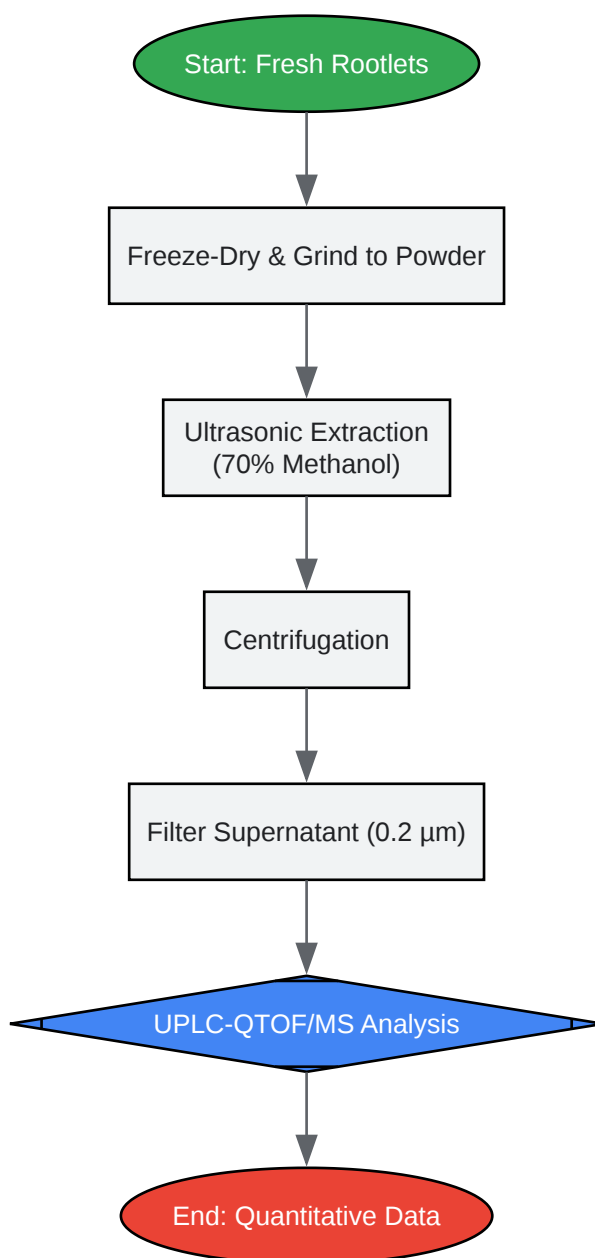 Start: Fresh Rootlets
Freeze-Dry & Grind to Powder
Ultrasonic Extraction
(70% Methanol)
Centrifugation
Filter Supernatant (0.2 µm)
UPLC-QTOF/MS Analysis
End: Quantitative Data